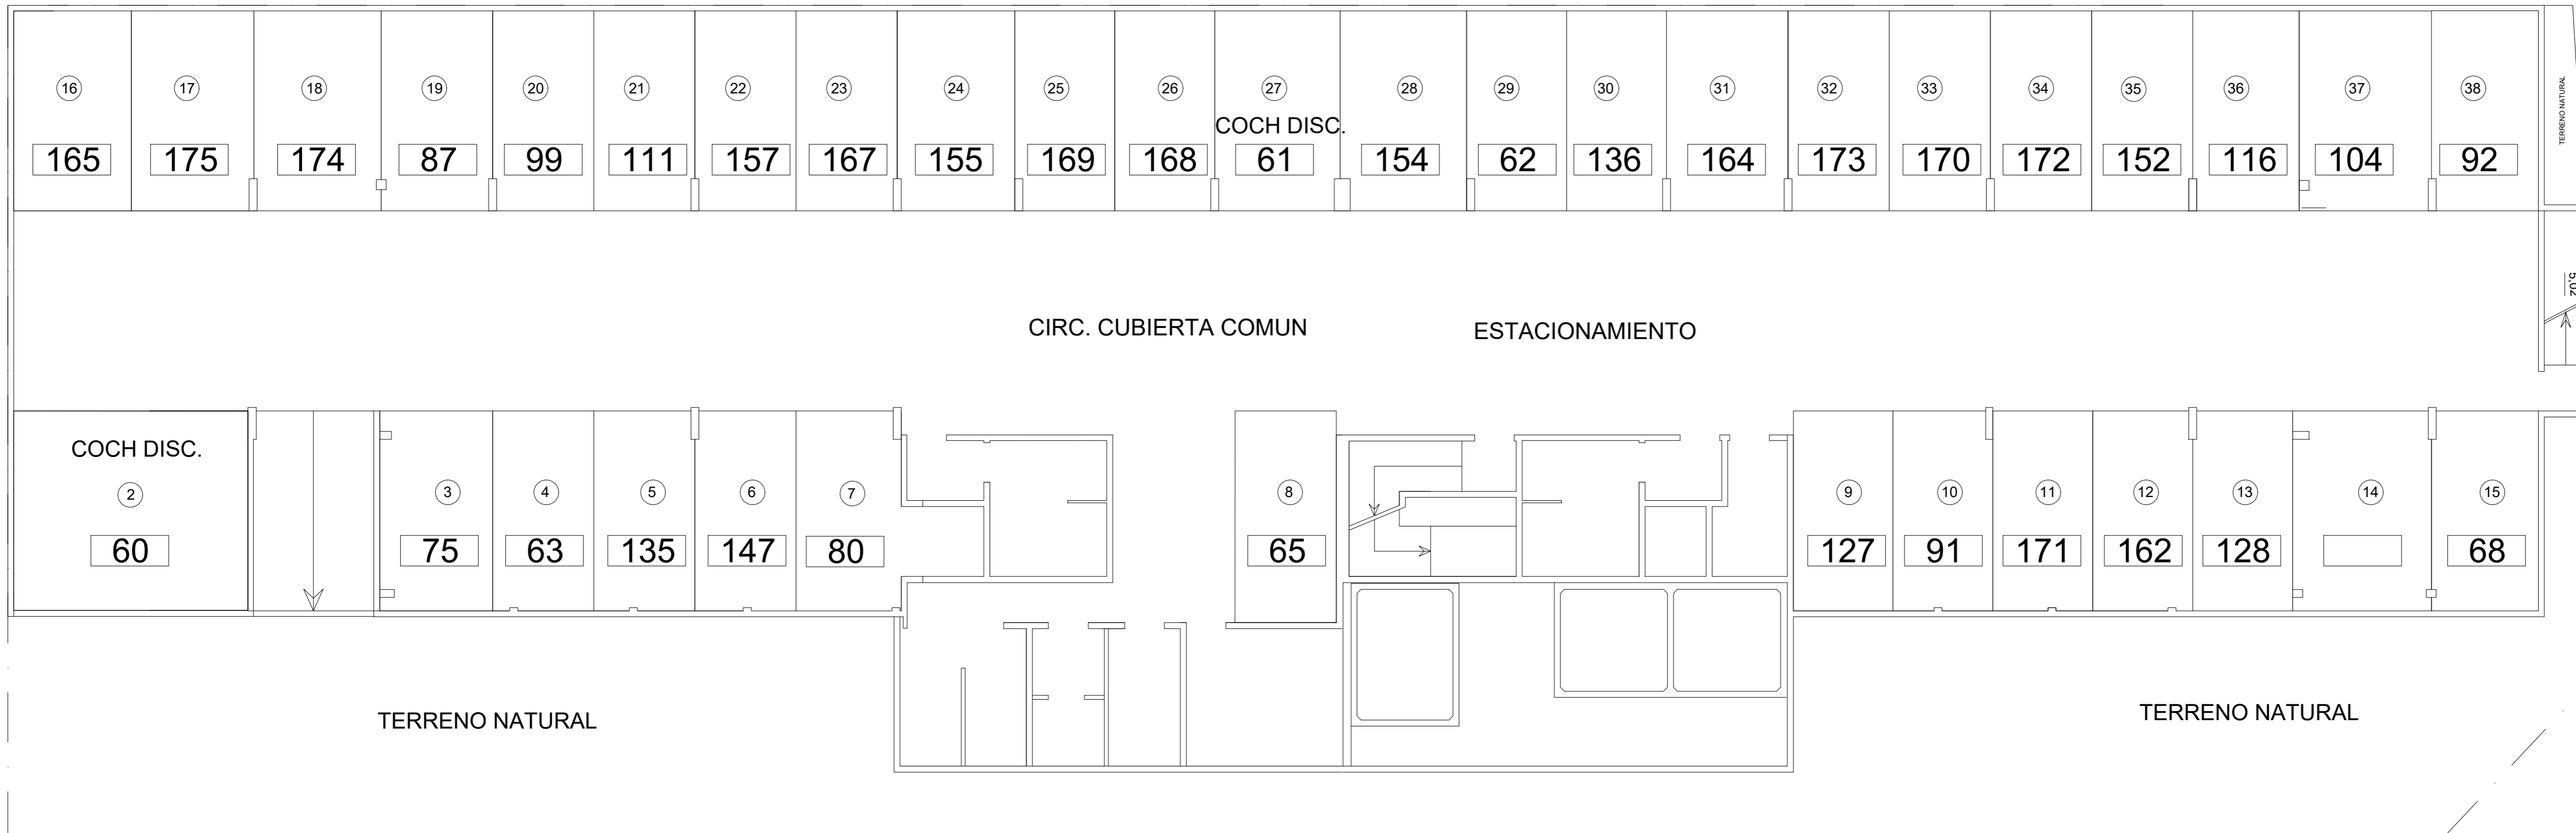 16 17 18 19 20 21 22 23 24 25 26 27 28 29 30 31 32 33 34 35 36 37 38
COCH DISC.
165 175 174 87 99 111 157 167 155 169 168 61 154 62 136 164 173 170 172 152 116 104 92
TERRENO NATURAL
5,02
CIRC. CUBIERTA COMUN
ESTACIONAMIENTO
COCH DISC.
2 3 4 5 6 7 8 9 10 11 12 13 14 15
60 75 63 135 147 80 65 127 91 171 162 128 68
TERRENO NATURAL
TERRENO NATURAL